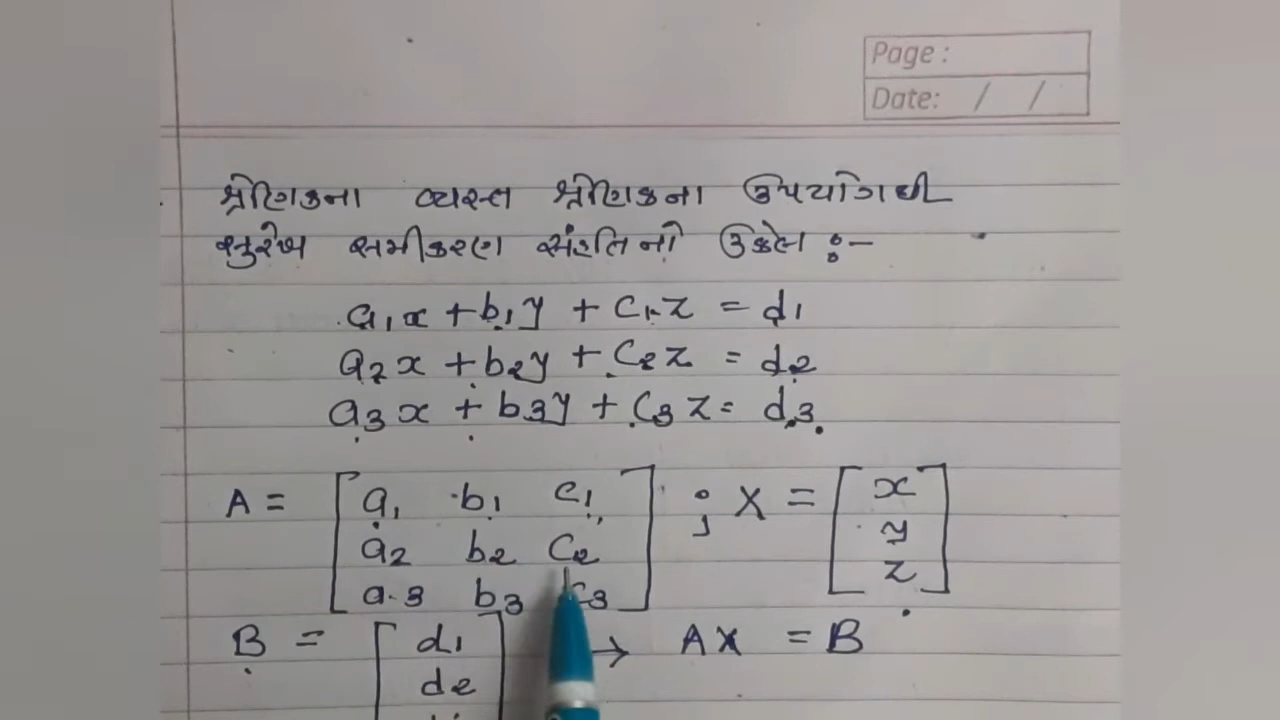 Page :
Date: / /
શ્રેણિકના વ્યસ્ત શ્રેણિકના ઉપયોગથી
સુરેખ સમીકરણ સંહતિનો ઉકેલ :-
a₁x + b₁y + c₁z = d₁
a₂x + b₂y + c₂z = d₂
a₃x + b₃y + c₃z = d₃
A = [ a₁ b₁ c₁ ; X = [ x
a₂ b₂ c₂ y
a₃ b₃ c₃ ] z ]
B = [ d₁ → AX = B
d₂